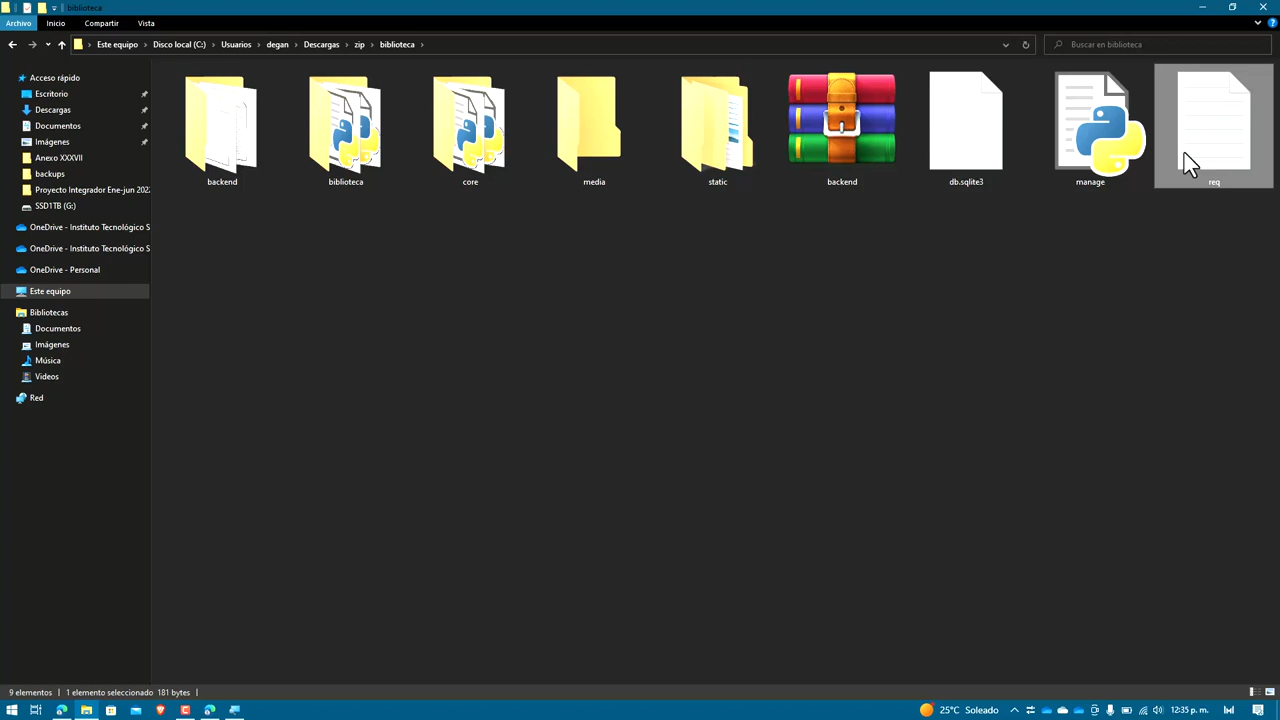 biblioteca
Archivo Inicio Compartir Vista
Este equipo Disco local (C:) Usuarios degan Descargas zip biblioteca
Buscar en biblioteca
Acceso rápido
Escritorio
Descargas
Documentos
Imágenes
Anexo XXXVII
backups
Proyecto Integrador Ene-jun 202
SSD1TB (G:)
OneDrive - Instituto Tecnológico S
OneDrive - Instituto Tecnológico S
OneDrive - Personal
Este equipo
Bibliotecas
Documentos
Imágenes
Música
Videos
Red
backend biblioteca core media static backend db.sqlite3 manage req
9 elementos 1 elemento seleccionado 181 bytes
25°C Soleado 12:35 p. m.